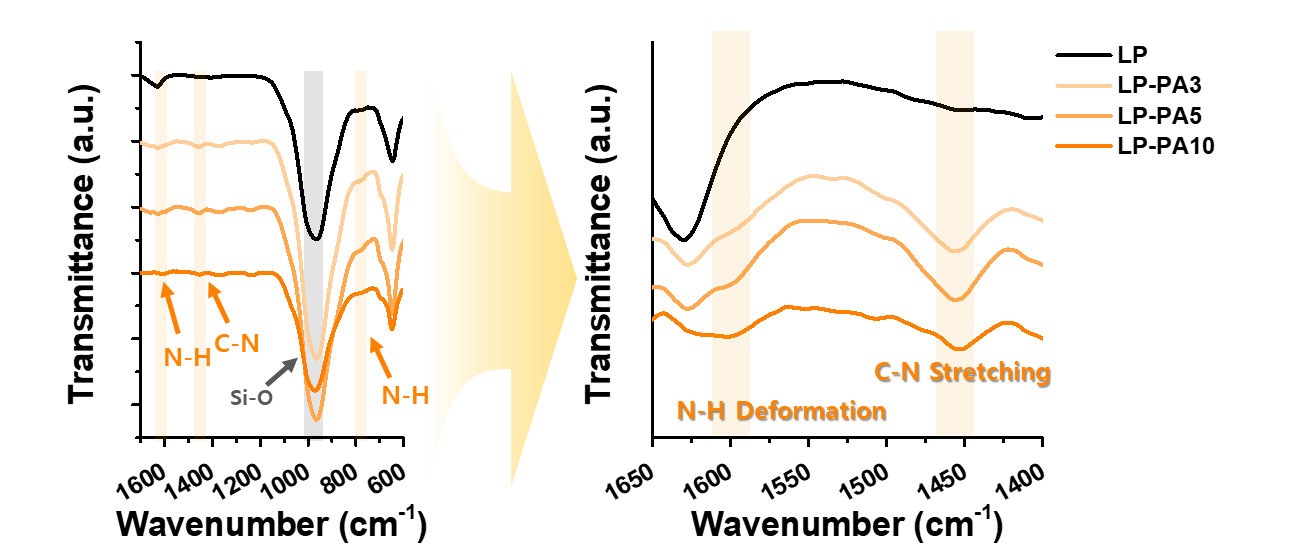 Transmittance (a.u.)
N-H
C-N
Si-O
N-H
1600 1400 1200 1000 800 600
Wavenumber (cm⁻¹)
Transmittance (a.u.)
LP
LP-PA3
LP-PA5
LP-PA10
C-N Stretching
N-H Deformation
1650 1600 1550 1500 1450 1400
Wavenumber (cm⁻¹)